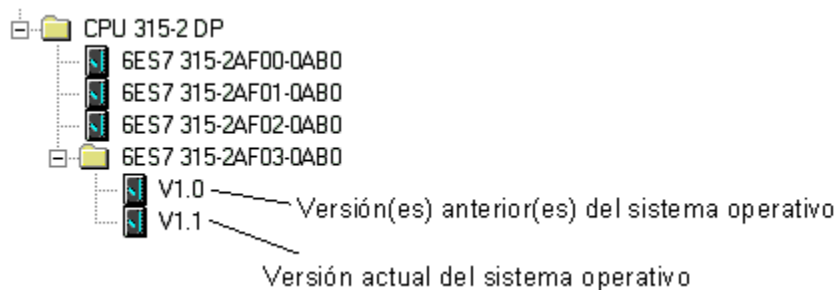 CPU 315-2 DP
6ES7 315-2AF00-0AB0
6ES7 315-2AF01-0AB0
6ES7 315-2AF02-0AB0
6ES7 315-2AF03-0AB0
V1.0
Versión(es) anterior(es) del sistema operativo
V1.1
Versión actual del sistema operativo